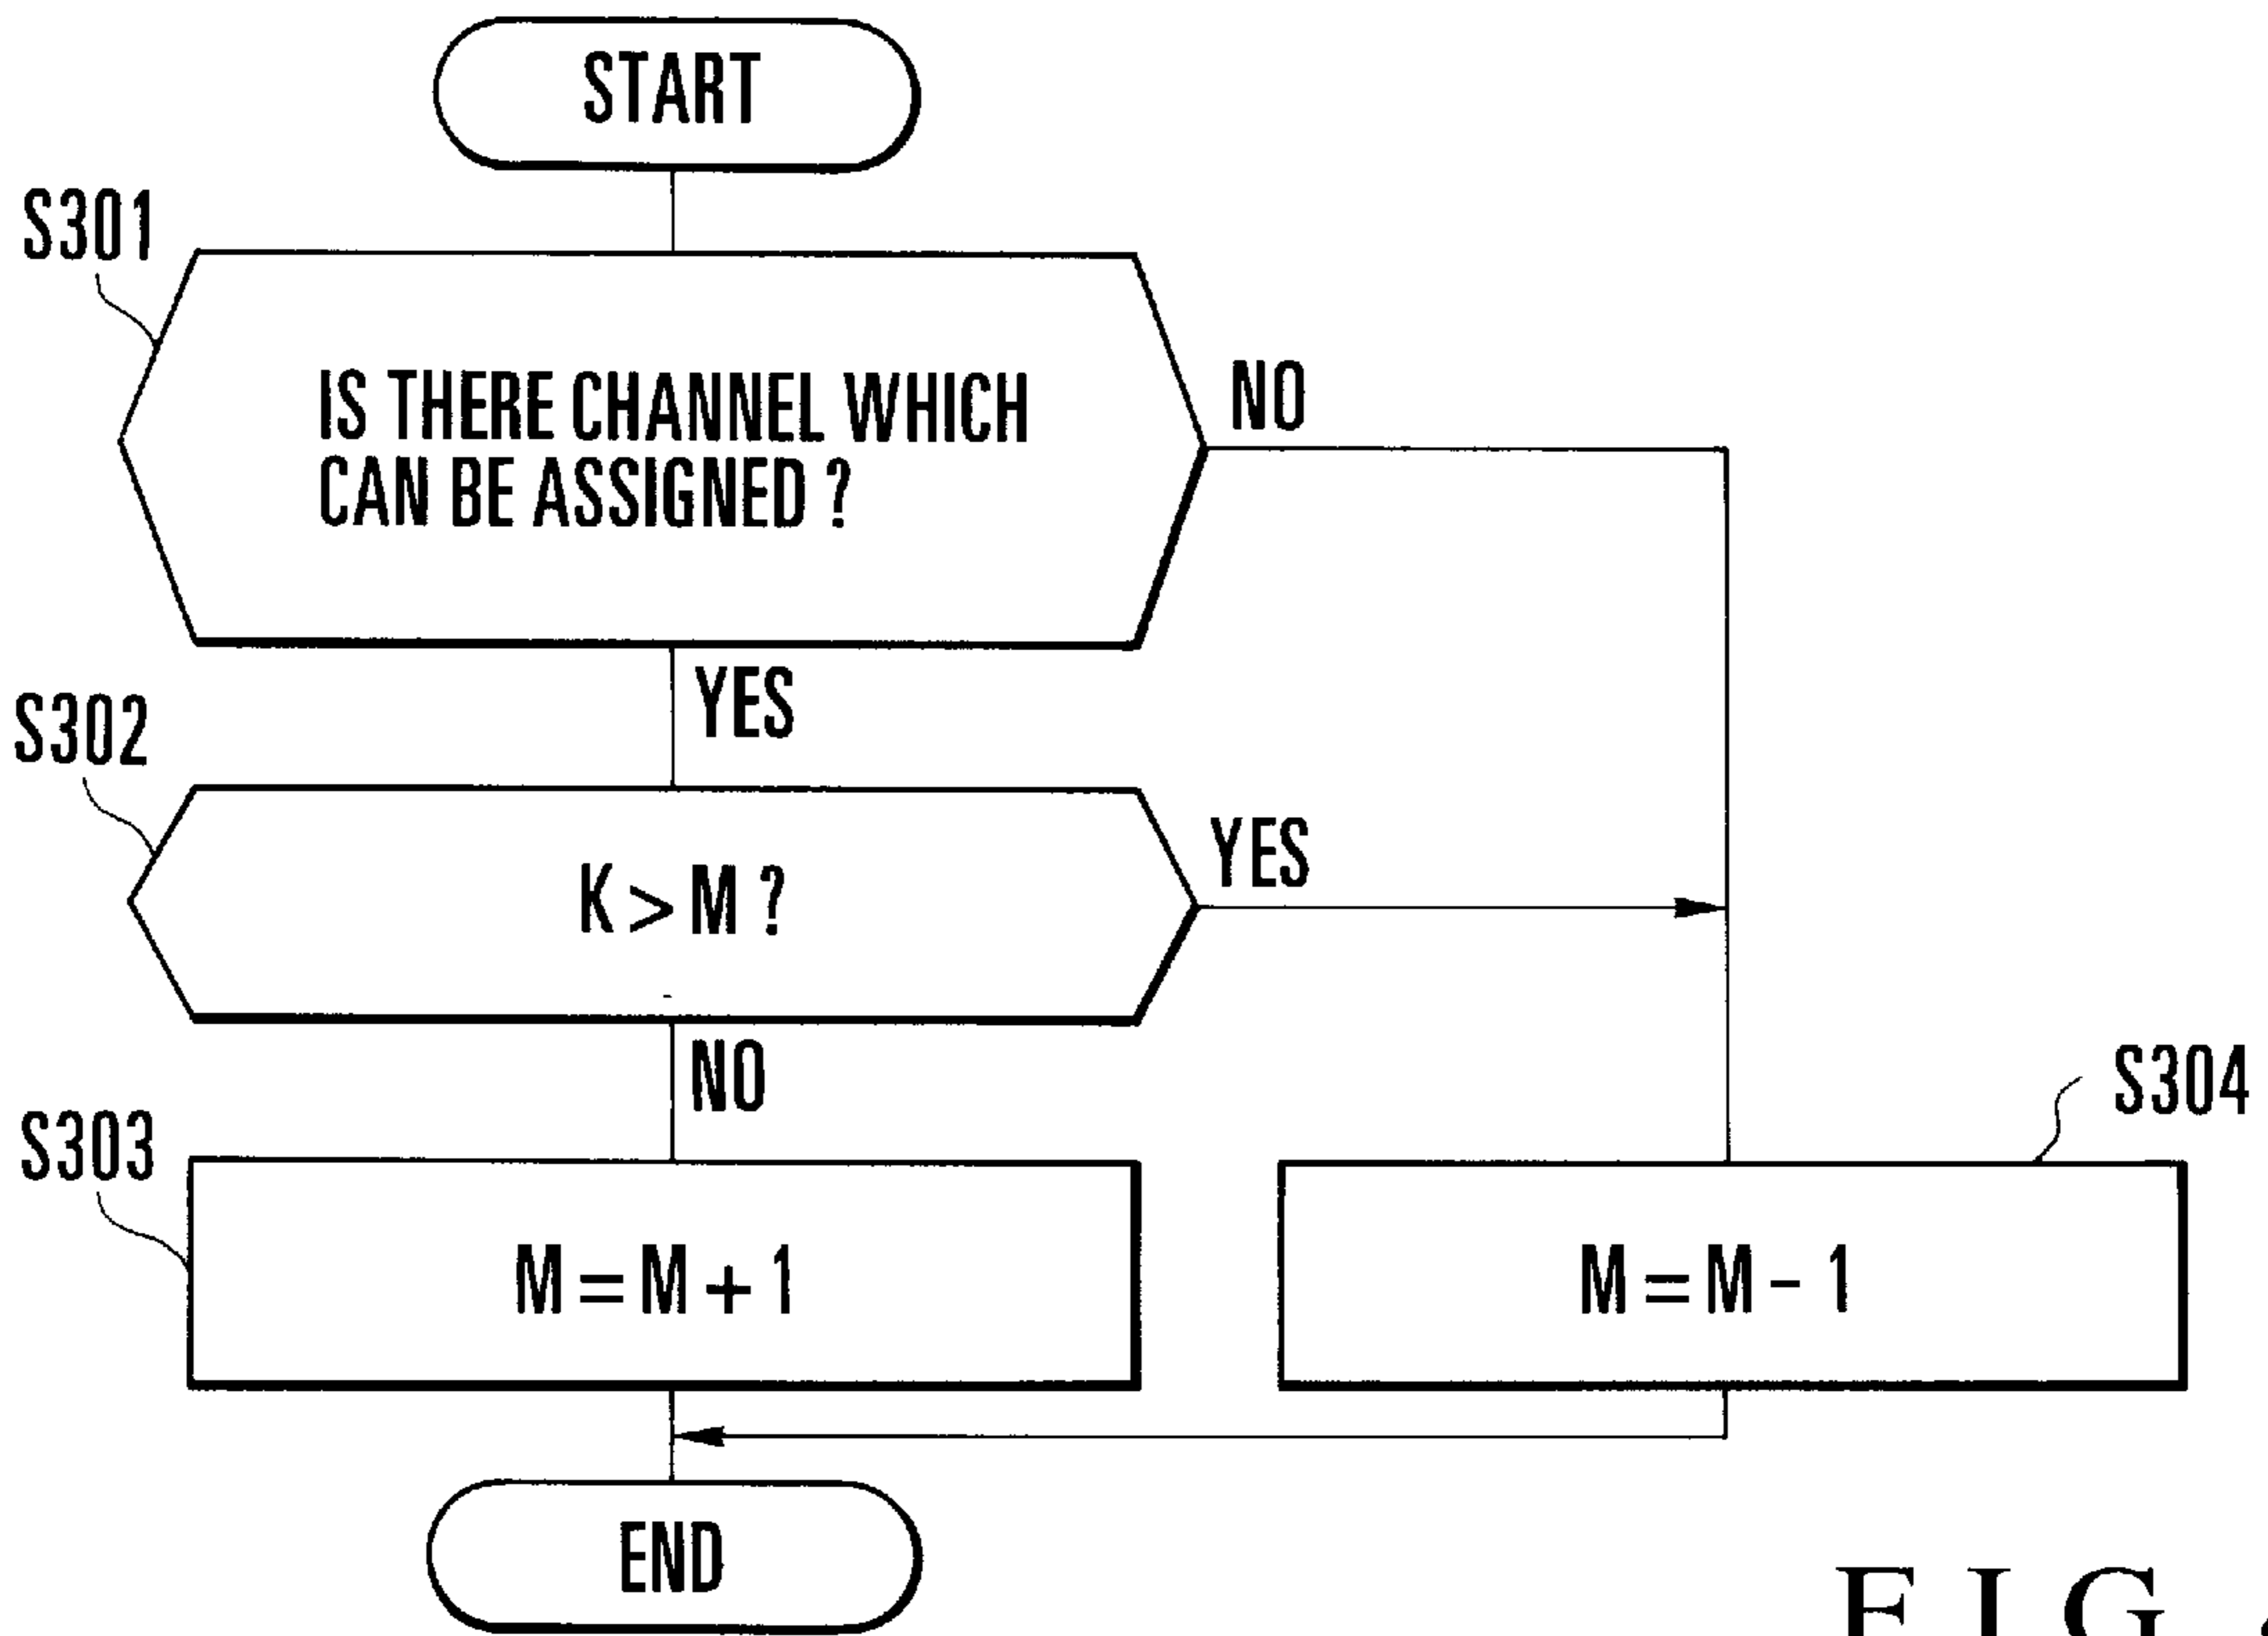 START
S301
IS THERE CHANNEL WHICH
CAN BE ASSIGNED ?
NO
YES
S302
K > M ?
YES
NO
S303
M = M + 1
S304
M = M - 1
END
FIG